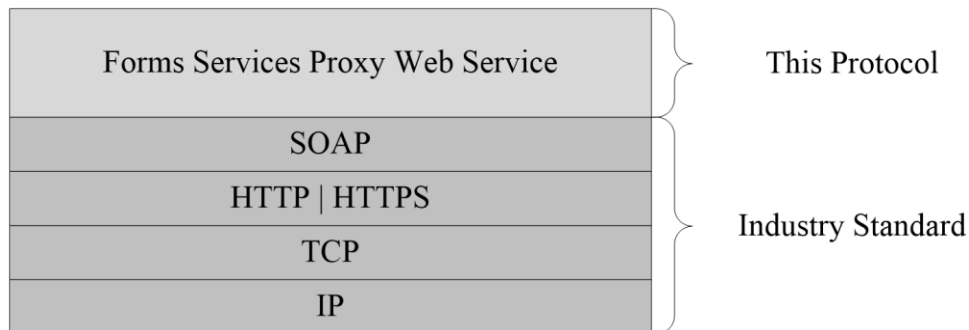 Forms Services Proxy Web Service
This Protocol
SOAP
HTTP | HTTPS
TCP
IP
Industry Standard